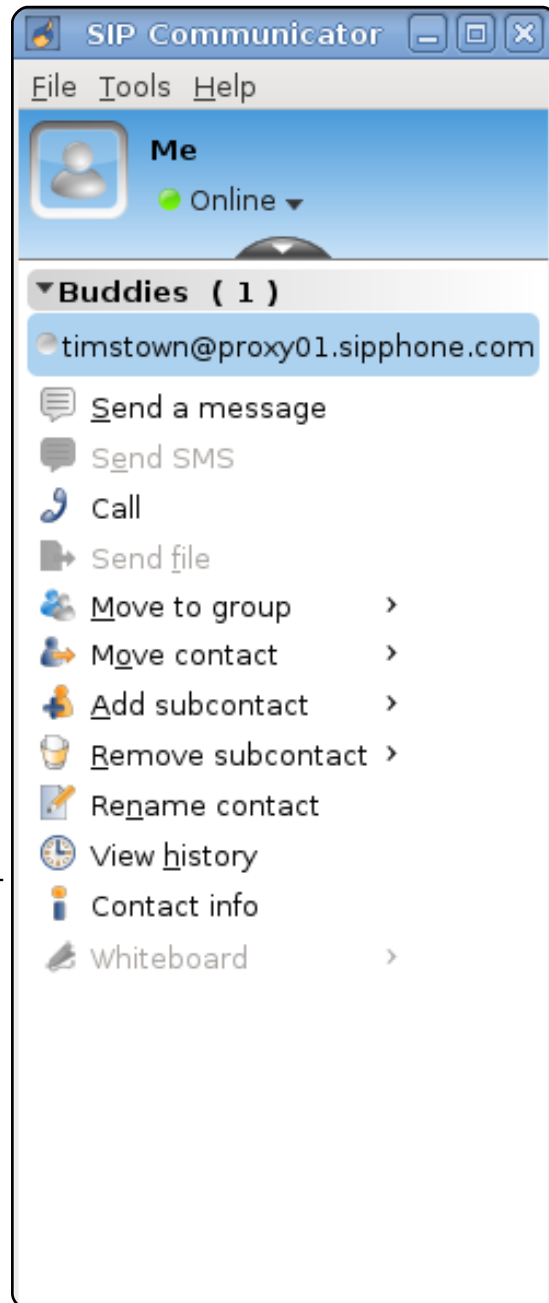 SIP Communicator
File Tools Help
Me
Online
Buddies ( 1 )
timstown@proxy01.sipphone.com
Send a message
Send SMS
Call
Send file
Move to group
Move contact
Add subcontact
Remove subcontact
Rename contact
View history
Contact info
Whiteboard